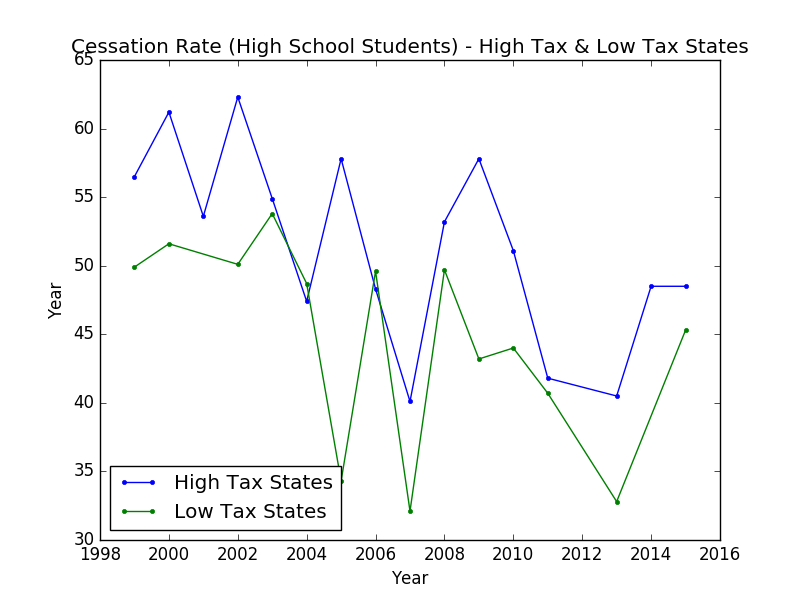 Cessation Rate (High School Students) - High Tax & Low Tax States
65
60
55
50
45
40
35
30
Year
High Tax States
Low Tax States
1998 2000 2002 2004 2006 2008 2010 2012 2014 2016
Year